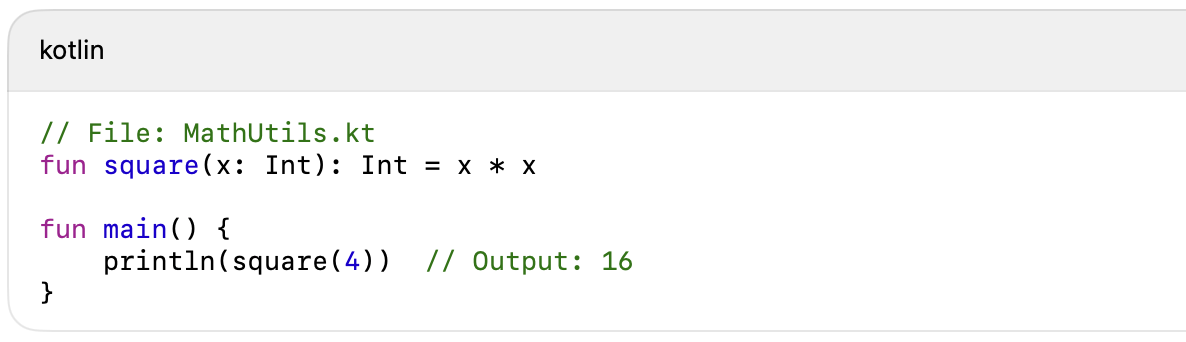 kotlin
// File: MathUtils.kt
fun square(x: Int): Int = x * x
fun main() {
    println(square(4))  // Output: 16
}